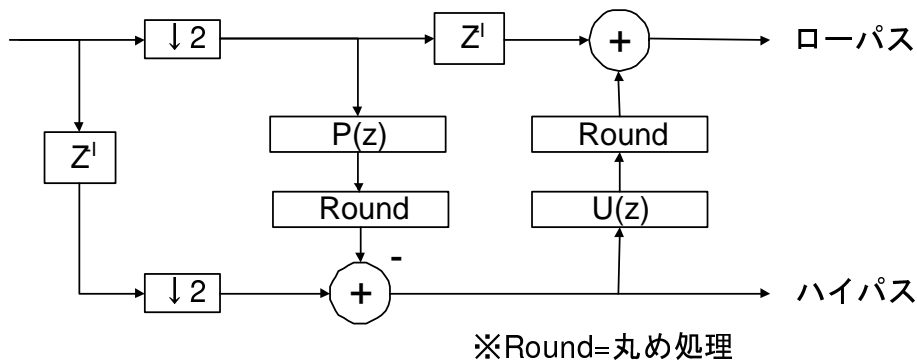 ↓2
Z^l
+
ローパス
P(z)
Round
Z^l
Round
U(z)
-
↓2
+
ハイパス
※Round=丸め処理